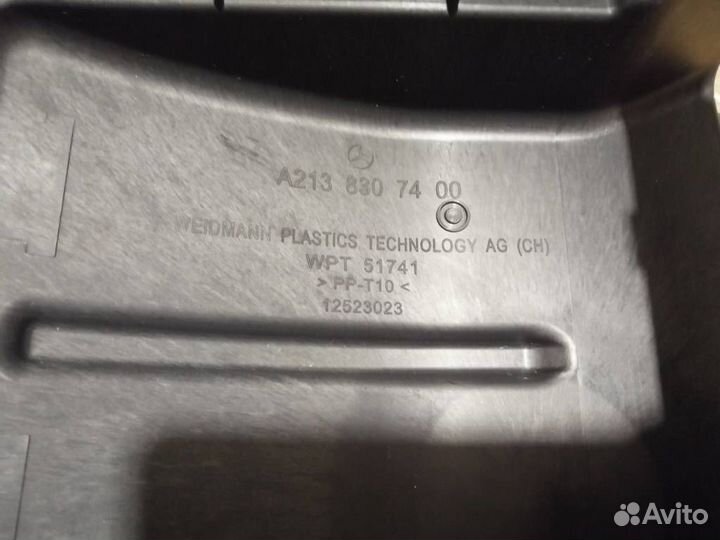 A213 830 74 00
WEIDMANN PLASTICS TECHNOLOGY AG (CH)
WPT 51741
> PP-T10 <
12523023
Avito